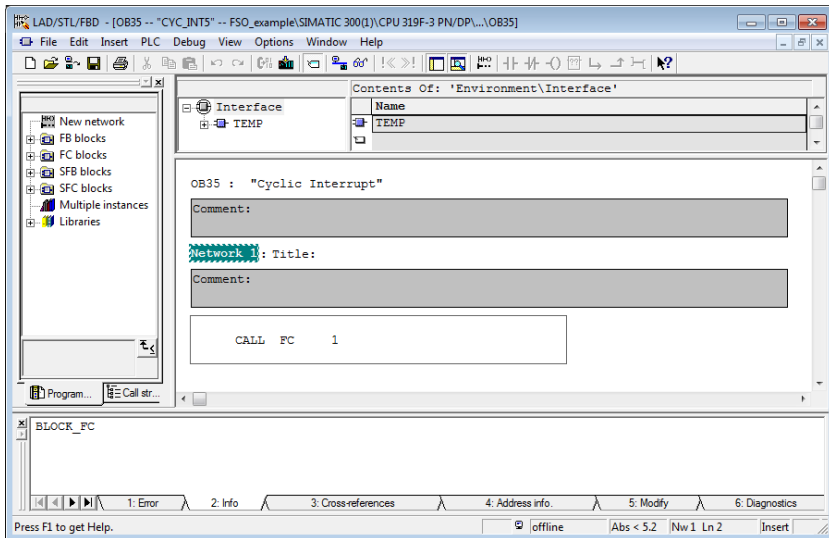 LAD/STL/FBD - [OB35 -- "CYC_INT5" -- FSO_example\SIMATIC 300(1)\CPU 319F-3 PN/DP\...\OB35]
File Edit Insert PLC Debug View Options Window Help
Contents Of: 'Environment\Interface'
Interface
TEMP
Name
TEMP
New network
FB blocks
FC blocks
SFB blocks
SFC blocks
Multiple instances
Libraries
Program... Call str...
OB35 : "Cyclic Interrupt"
Comment:
Network 1: Title:
Comment:
CALL FC 1
BLOCK_FC
1: Error 2: Info 3: Cross-references 4: Address info. 5: Modify 6: Diagnostics
Press F1 to get Help. offline Abs < 5.2 Nw 1 Ln 2 Insert